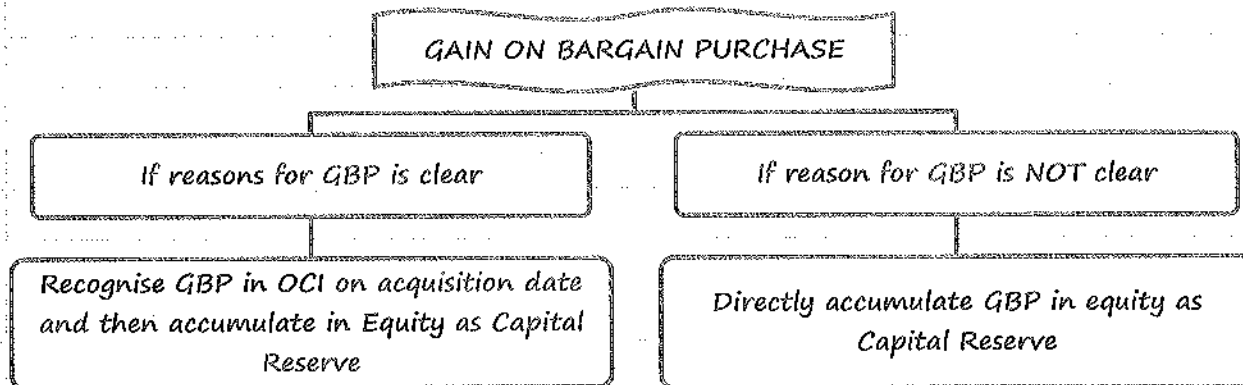 GAIN ON BARGAIN PURCHASE
If reasons for GBP is clear
If reason for GBP is NOT clear
Recognise GBP in OCI on acquisition date
and then accumulate in Equity as Capital
Reserve
Directly accumulate GBP in equity as
Capital Reserve